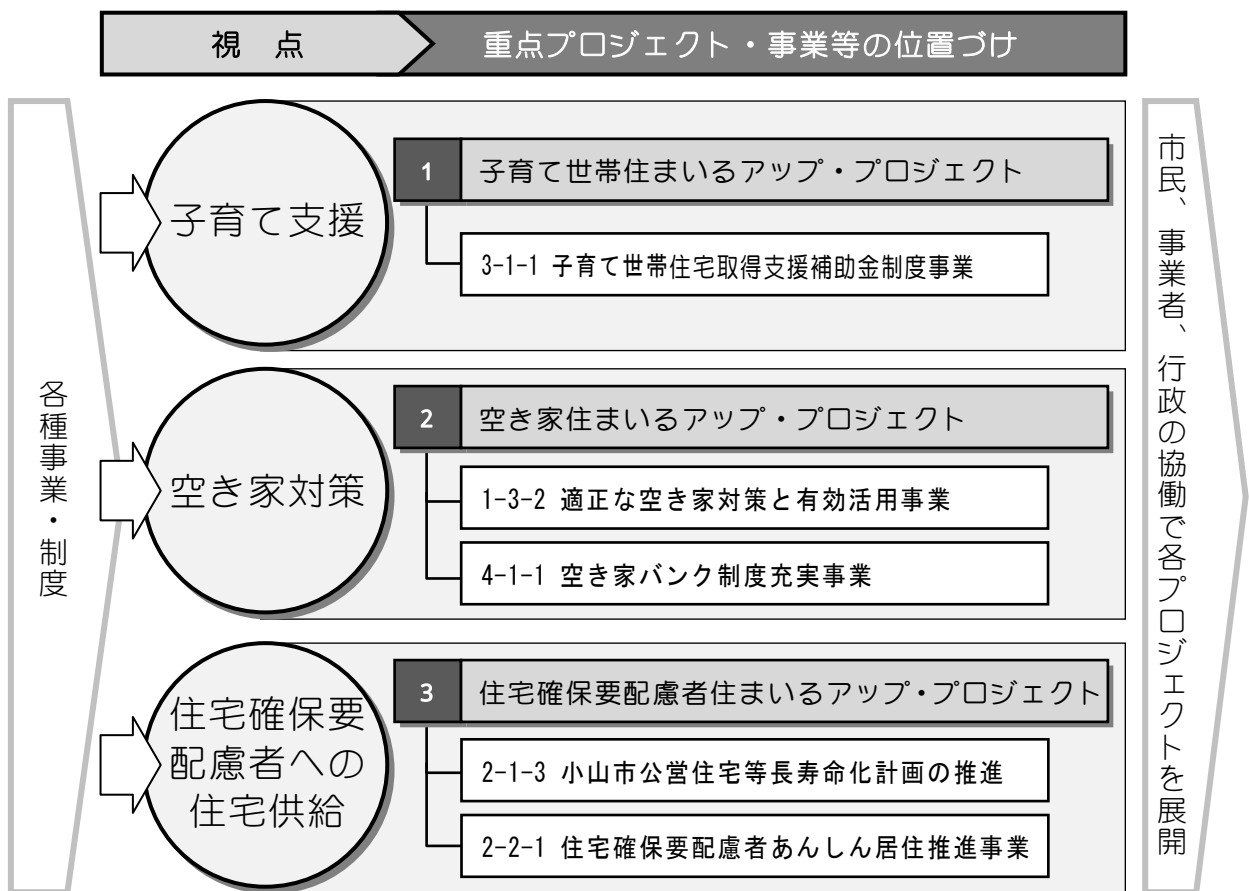 視 点
重点プロジェクト・事業等の位置づけ
各種事業・制度
子育て支援
1
子育て世帯住まいるアップ・プロジェクト
3-1-1 子育て世帯住宅取得支援補助金制度事業
空き家対策
2
空き家住まいるアップ・プロジェクト
1-3-2 適正な空き家対策と有効活用事業
4-1-1 空き家バンク制度充実事業
住宅確保要
配慮者への
住宅供給
3
住宅確保要配慮者住まいるアップ・プロジェクト
2-1-3 小山市公営住宅等長寿命化計画の推進
2-2-1 住宅確保要配慮者あんしん居住推進事業
市民、事業者、行政の協働で各プロジェクトを展開